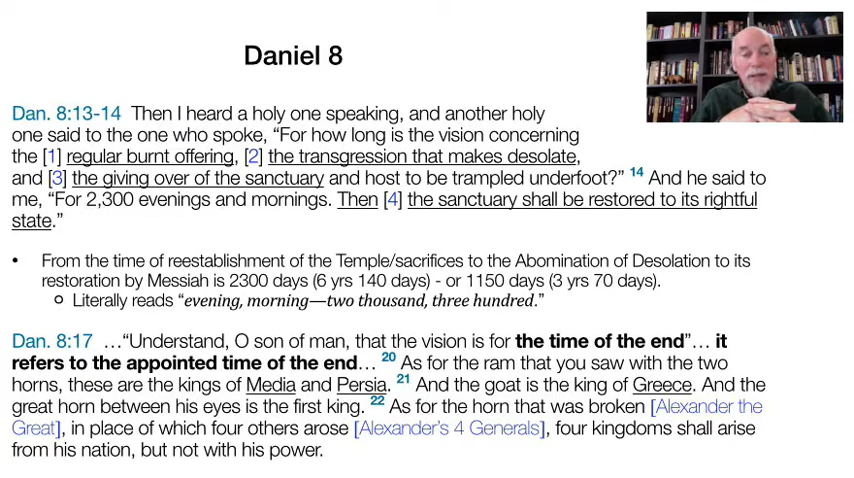 Daniel 8
Dan. 8:13-14 Then I heard a holy one speaking, and another holy
one said to the one who spoke, “For how long is the vision concerning
the [1] regular burnt offering, [2] the transgression that makes desolate,
and [3] the giving over of the sanctuary and host to be trampled underfoot?” 14 And he said to
me, “For 2,300 evenings and mornings. Then [4] the sanctuary shall be restored to its rightful
state.”
• From the time of reestablishment of the Temple/sacrifices to the Abomination of Desolation to its
restoration by Messiah is 2300 days (6 yrs 140 days) - or 1150 days (3 yrs 70 days).
o Literally reads “evening, morning—two thousand, three hundred.”
Dan. 8:17 …“Understand, O son of man, that the vision is for the time of the end”… it
refers to the appointed time of the end… 20 As for the ram that you saw with the two
horns, these are the kings of Media and Persia. 21 And the goat is the king of Greece. And the
great horn between his eyes is the first king. 22 As for the horn that was broken [Alexander the
Great], in place of which four others arose [Alexander’s 4 Generals], four kingdoms shall arise
from his nation, but not with his power.